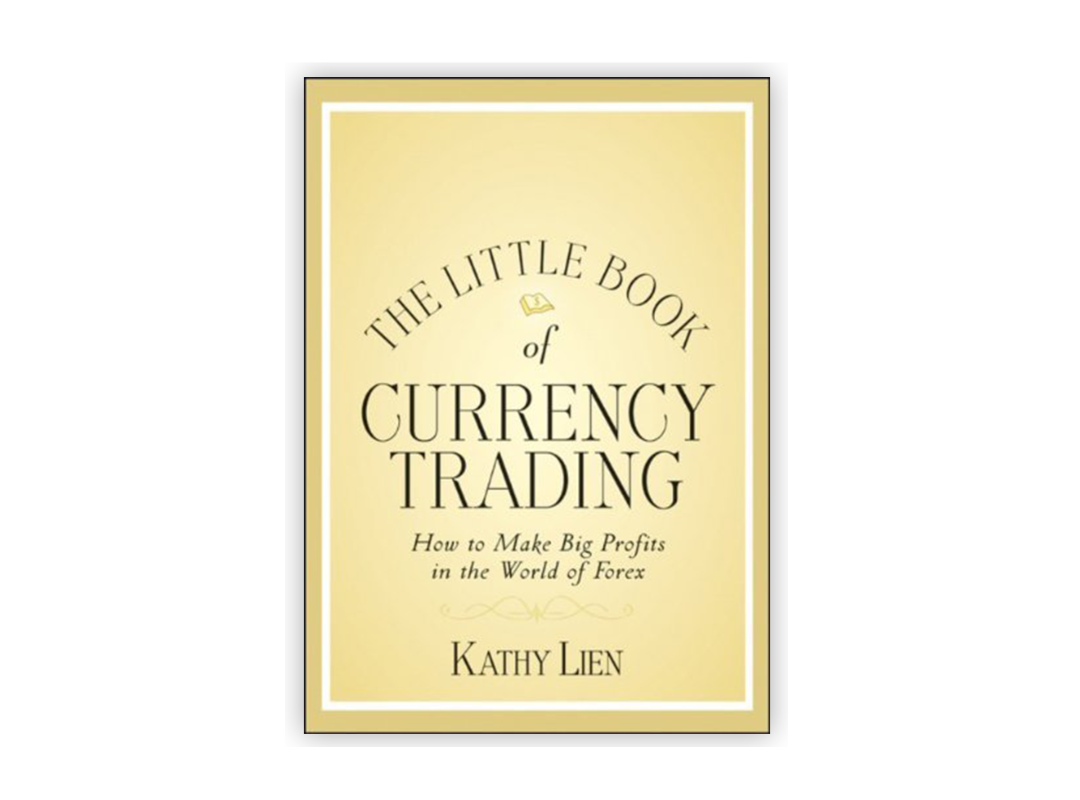 THE LITTLE BOOK
of
CURRENCY
TRADING
How to Make Big Profits
in the World of Forex
KATHY LIEN